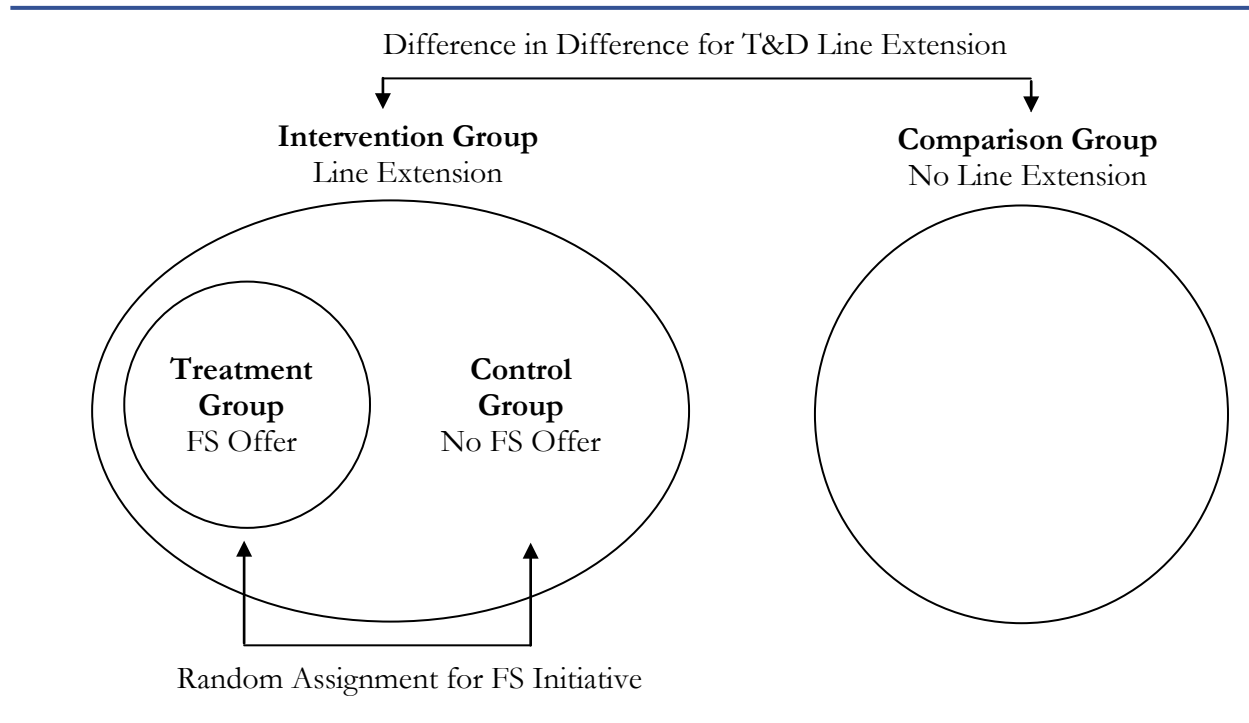 Difference in Difference for T&D Line Extension
Intervention Group
Line Extension
Comparison Group
No Line Extension
Treatment
Group
FS Offer
Control
Group
No FS Offer
Random Assignment for FS Initiative